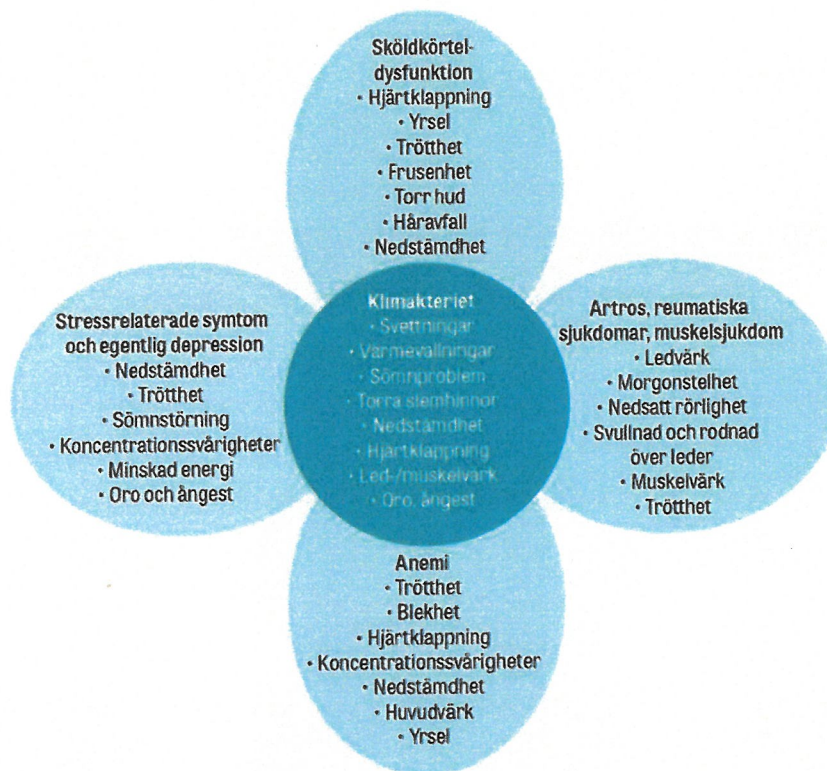 Sköldkörtel-
dysfunktion
• Hjärtklappning
• Yrsel
• Trötthet
• Frusenhet
• Torr hud
• Håravfall
• Nedstämdhet
Stressrelaterade symtom
och egentlig depression
• Nedstämdhet
• Trötthet
• Sömnstörning
• Koncentrationssvårigheter
• Minskad energi
• Oro och ångest
Klimakteriet
• Svettningar
• Värmevallningar
• Sömnproblem
• Torra slemhinnor
• Nedstämdhet
• Hjärtklappning
• Led-/muskelvärk
• Oro, ångest
Artros, reumatiska
sjukdomar, muskelsjukdom
• Ledvärk
• Morgonstelhet
• Nedsatt rörlighet
• Svullnad och rodnad
över leder
• Muskelvärk
• Trötthet
Anemi
• Trötthet
• Blekhet
• Hjärtklappning
• Koncentrationssvårigheter
• Nedstämdhet
• Huvudvärk
• Yrsel